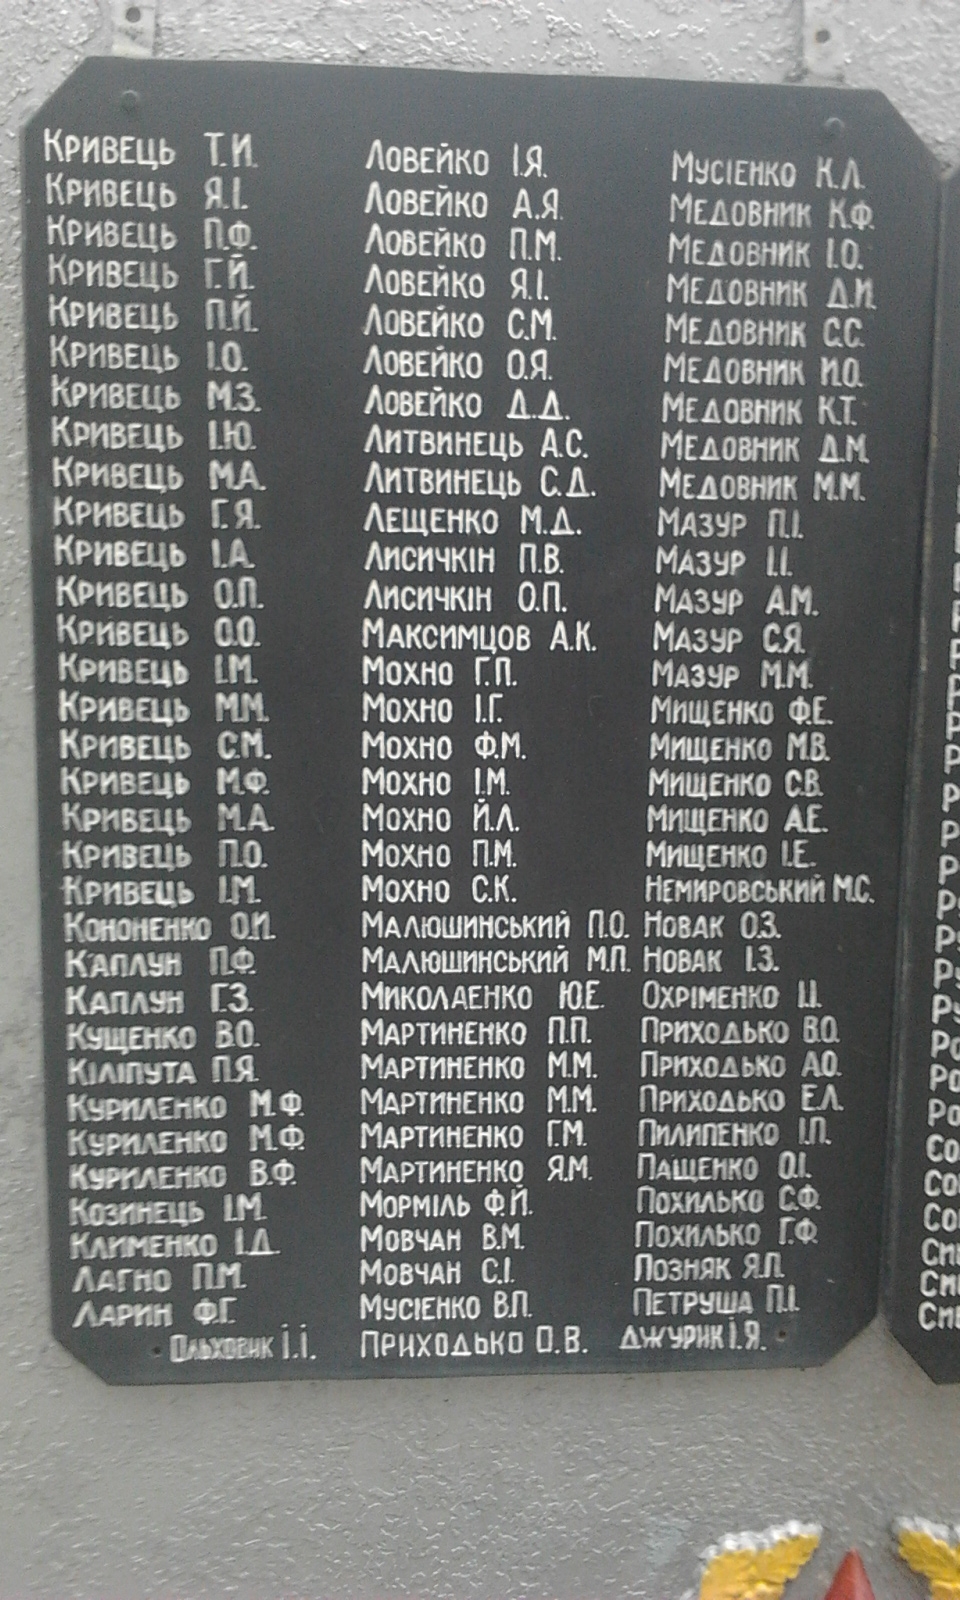 Кривець Т.И.
Кривець Я.І.
Кривець П.Ф.
Кривець Г.Й.
Кривець П.Й.
Кривець І.О.
Кривець М.З.
Кривець І.Ю.
Кривець М.А.
Кривець Г.Я.
Кривець І.А.
Кривець О.П.
Кривець О.О.
Кривець І.М.
Кривець М.М.
Кривець С.М.
Кривець М.Ф.
Кривець М.А.
Кривець П.О.
Кривець І.М.
Кононенко О.И.
Каплун П.Ф.
Каплун Г.З.
Кущенко В.О.
Кіліпута П.Я.
Куриленко М.Ф.
Куриленко М.Ф.
Куриленко В.Ф.
Козинець І.М.
Клименко І.Д.
Лагно П.М.
Ларин Ф.Г.
Ольховик І.І.
Ловейко І.Я.
Ловейко А.Я.
Ловейко П.М.
Ловейко Я.І.
Ловейко С.М.
Ловейко О.Я.
Ловейко Д.Д.
Литвинець А.С.
Литвинець С.Д.
Лещенко М.Д.
Лисичкін П.В.
Лисичкін О.П.
Максимцов А.К.
Мохно Г.П.
Мохно І.Г.
Мохно Ф.М.
Мохно І.М.
Мохно Й.Л.
Мохно П.М.
Мохно С.К.
Малюшинський П.О.
Малюшинський М.П.
Миколаенко Ю.Е.
Мартиненко П.П.
Мартиненко М.М.
Мартиненко М.М.
Мартиненко Г.М.
Мартиненко Я.М.
Морміль Ф.Й.
Мовчан В.М.
Мовчан С.І.
Мусіенко В.П.
Приходько О.В.
Мусіенко К.Л.
Медовник К.Ф.
Медовник І.О.
Медовник Д.И.
Медовник С.С.
Медовник И.О.
Медовник К.Т.
Медовник Д.М.
Медовник М.М.
Мазур П.І.
Мазур І.І.
Мазур А.М.
Мазур С.Я.
Мазур М.М.
Мищенко Ф.Е.
Мищенко М.В.
Мищенко С.В.
Мищенко А.Е.
Мищенко І.Е.
Немировський М.С.
Новак О.З.
Новак І.З.
Охріменко І.І.
Приходько В.О.
Приходько А.О.
Приходько Е.Л.
Пилипенко І.П.
Пащенко О.І.
Похилько С.Ф.
Похилько Г.Ф.
Позняк Я.П.
Петруша П.І.
Джурик І.Я.